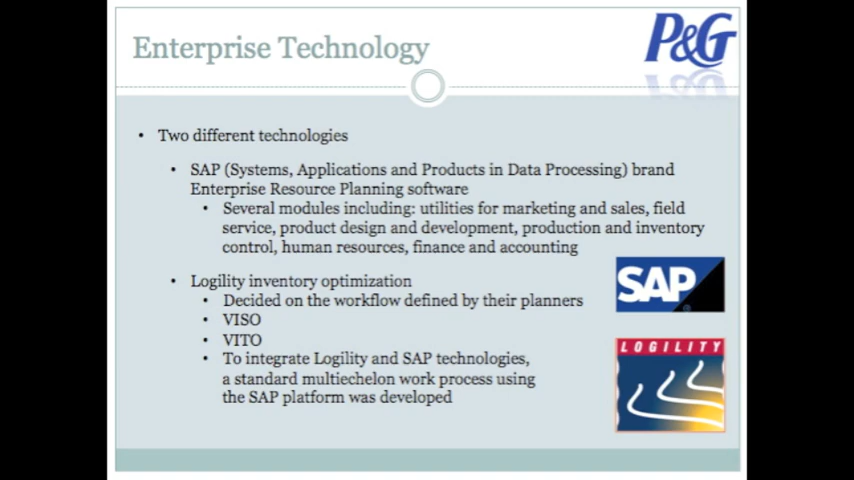 Enterprise Technology
P&G
• Two different technologies
• SAP (Systems, Applications and Products in Data Processing) brand
Enterprise Resource Planning software
• Several modules including: utilities for marketing and sales, field
service, product design and development, production and inventory
control, human resources, finance and accounting
• Logility inventory optimization
• Decided on the workflow defined by their planners
• VISO
• VITO
• To integrate Logility and SAP technologies,
a standard multiechelon work process using
the SAP platform was developed
SAP
LOGILITY